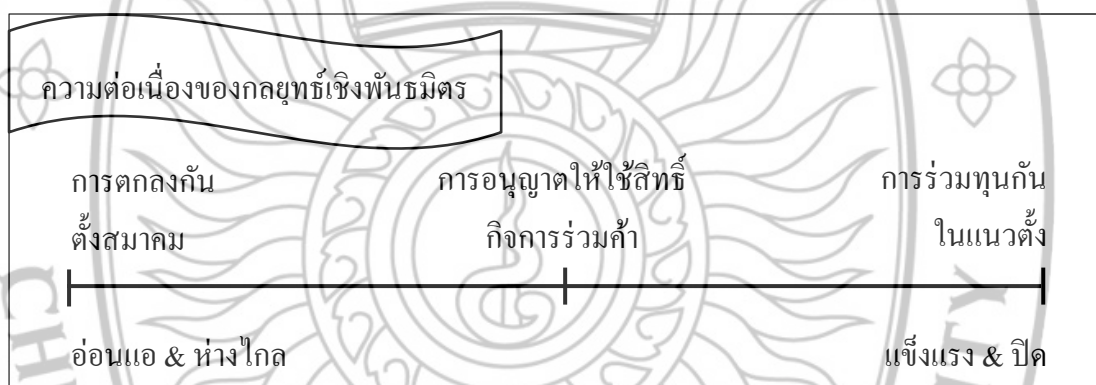 ความต่อเนื่องของกลยุทธ์เชิงพันธมิตร
การตกลงกัน การอนุญาตให้ใช้สิทธิ์ การร่วมทุนกัน
ตั้งสมาคม กิจการร่วมค้า ในแนวตั้ง
อ่อนแอ & ห่างไกล แข็งแรง & ปิด
CH
TY